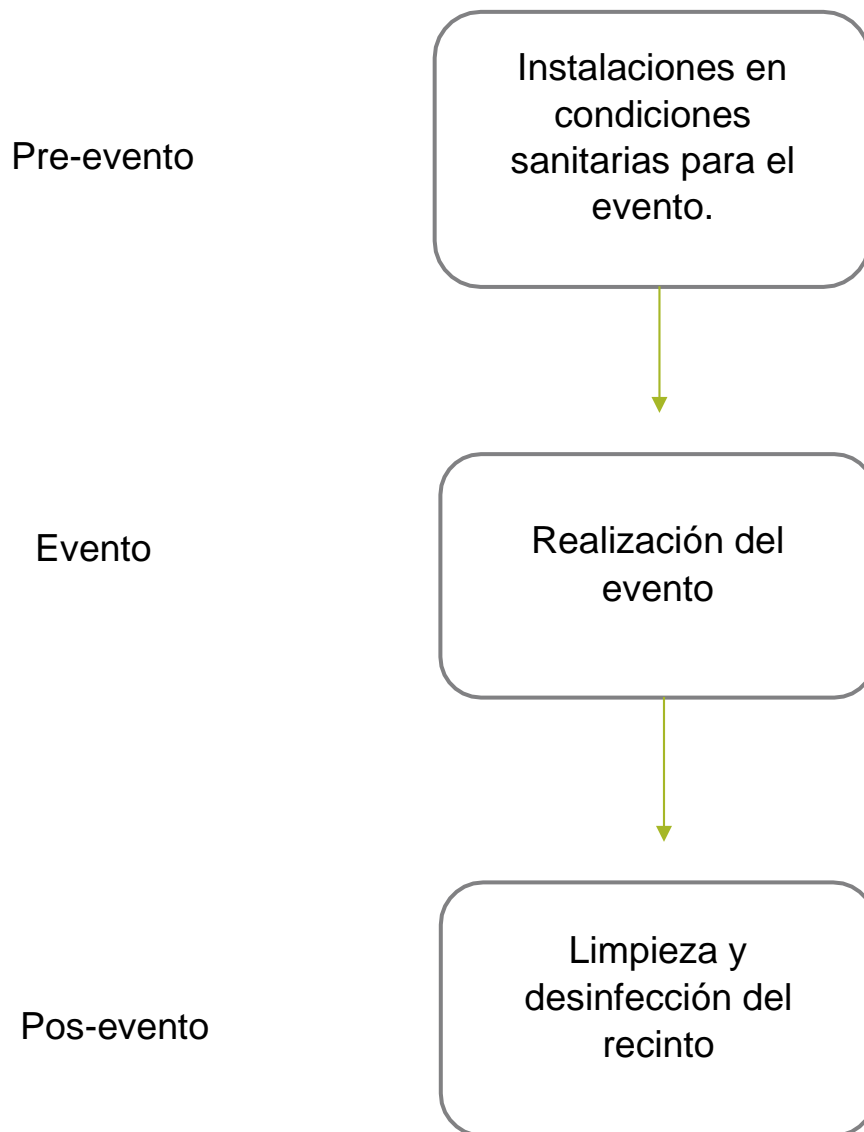 Instalaciones en
condiciones
sanitarias para el
evento.
Pre-evento
Evento
Realización del
evento
Limpieza y
desinfección del
recinto
Pos-evento